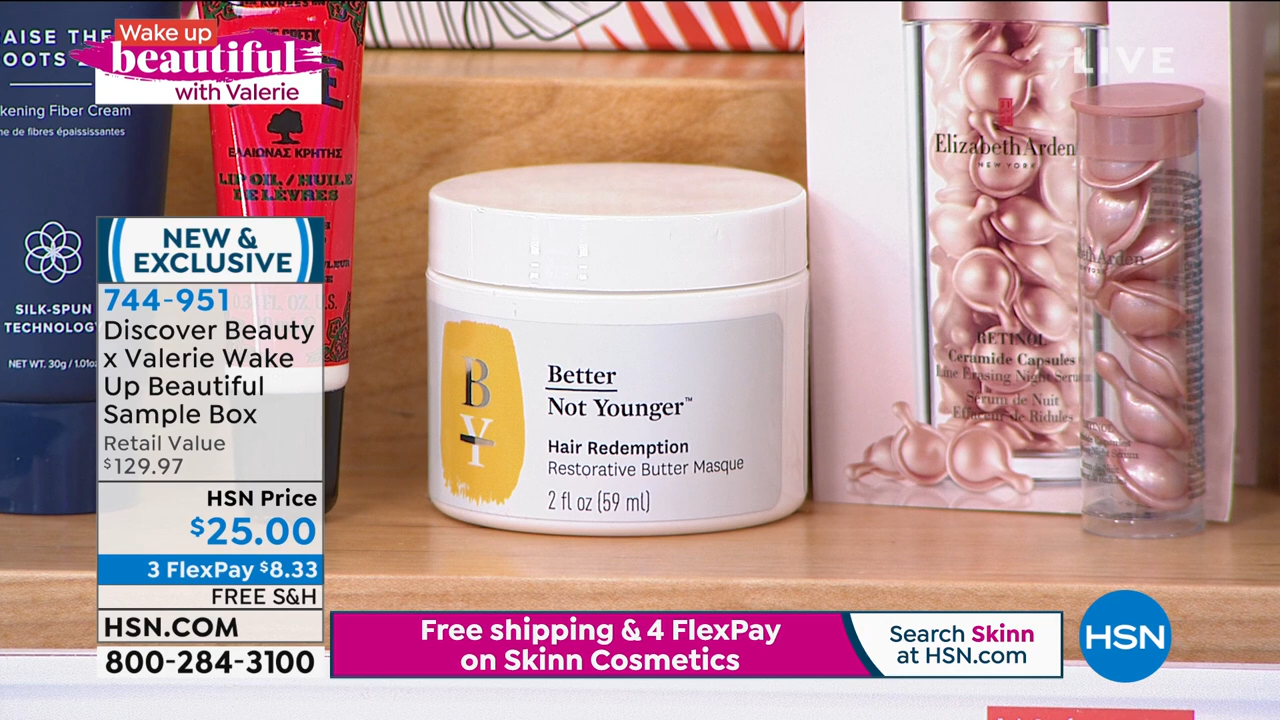 Wake up
beautiful
with Valerie
LIVE
AISE THE
OOTS
kening Fiber Cream
me de fibres épaississantes
SILK-SPUN
TECHNOLOG
NET WT. 30g / 1.01oz
ΕΛΑΙΩΝΑΣ ΚΡΗΤΗΣ
LIP OIL / HUILE
DE LÈVRES
FL. OZ. U.S.
NEW &
EXCLUSIVE
744-951
Discover Beauty
x Valerie Wake
Up Beautiful
Sample Box
Retail Value
$129.97
HSN Price
$25.00
3 FlexPay $8.33
FREE S&H
HSN.COM
800-284-3100
B
Y
Better
Not Younger™
Hair Redemption
Restorative Butter Masque
2 fl oz (59 ml)
Elizabeth Arden
NEW YORK
RETINOL
Ceramide Capsules
Line Erasing Night Serum
Sérum de Nuit
Effaceur de Ridules
Free shipping & 4 FlexPay
on Skinn Cosmetics
Search Skinn
at HSN.com
HSN